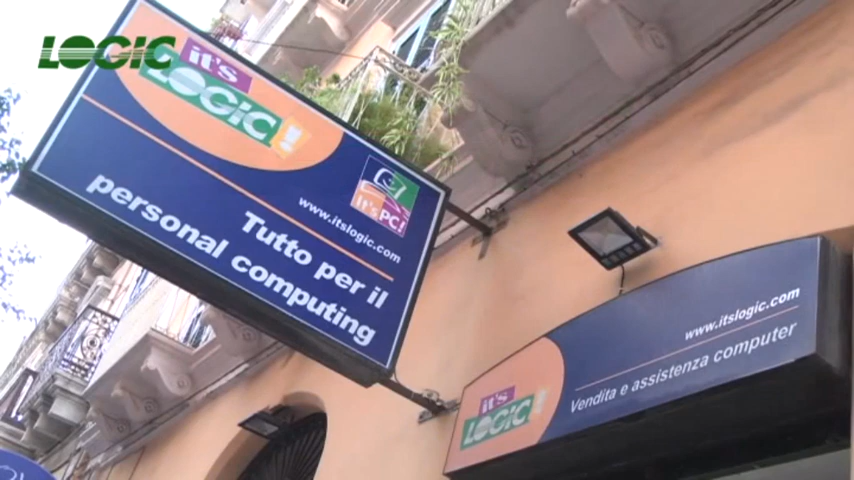 LOGIC
it's
LOGIC!
Tutto per il
personal computing
www.itslogic.com
it'sPC!
it's
LOGIC!
www.itslogic.com
Vendita e assistenza computer